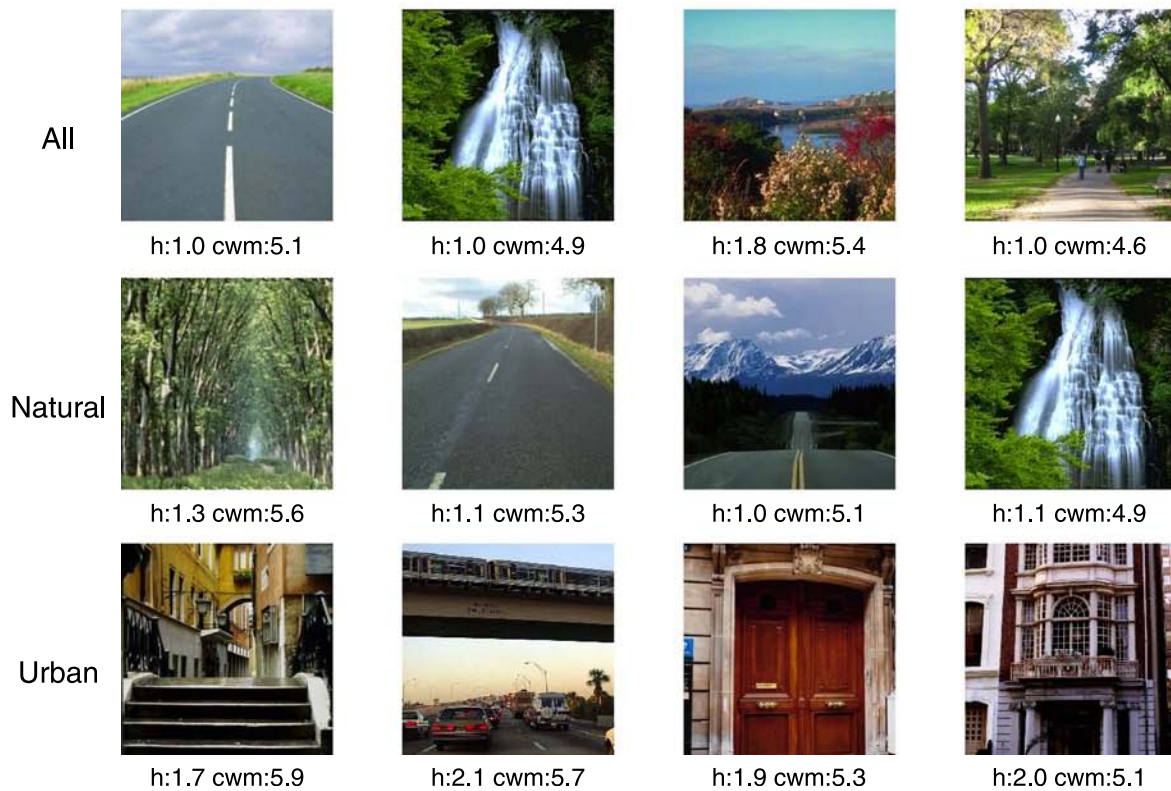 All
h:1.0 cwm:5.1
h:1.0 cwm:4.9
h:1.8 cwm:5.4
h:1.0 cwm:4.6
Natural
h:1.3 cwm:5.6
h:1.1 cwm:5.3
h:1.0 cwm:5.1
h:1.1 cwm:4.9
Urban
h:1.7 cwm:5.9
h:2.1 cwm:5.7
h:1.9 cwm:5.3
h:2.0 cwm:5.1